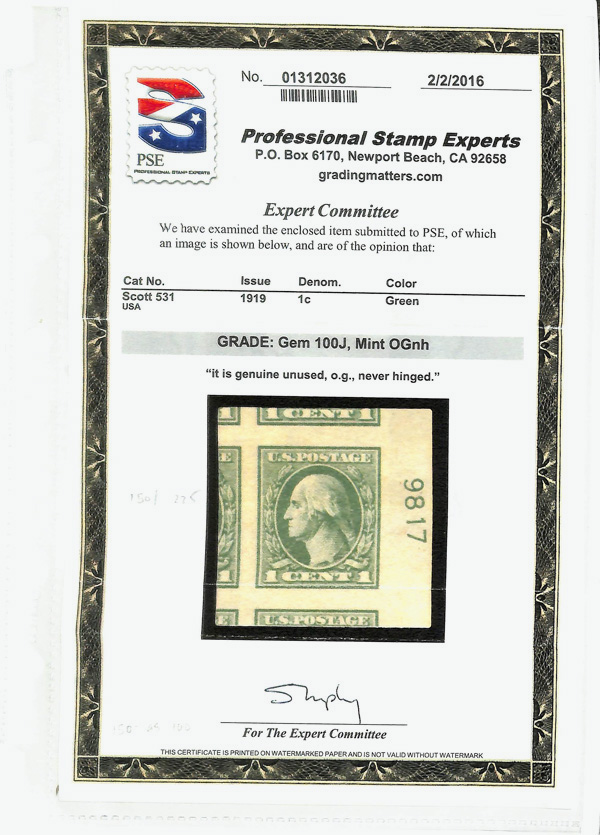 No. 01312036 2/2/2016
PSE
PROFESSIONAL STAMP EXPERTS
Professional Stamp Experts
P.O. Box 6170, Newport Beach, CA 92658
gradingmatters.com
Expert Committee
We have examined the enclosed item submitted to PSE, of which
an image is shown below, and are of the opinion that:
Cat No. Issue Denom. Color
Scott 531 1919 1c Green
USA
GRADE: Gem 100J, Mint OGnh
“it is genuine unused, o.g., never hinged.”
1 CENT 1
U.S. POSTAGE
9817
1 CENT 1
U.S. POSTAGE
For The Expert Committee
THIS CERTIFICATE IS PRINTED ON WATERMARKED PAPER AND IS NOT VALID WITHOUT WATERMARK